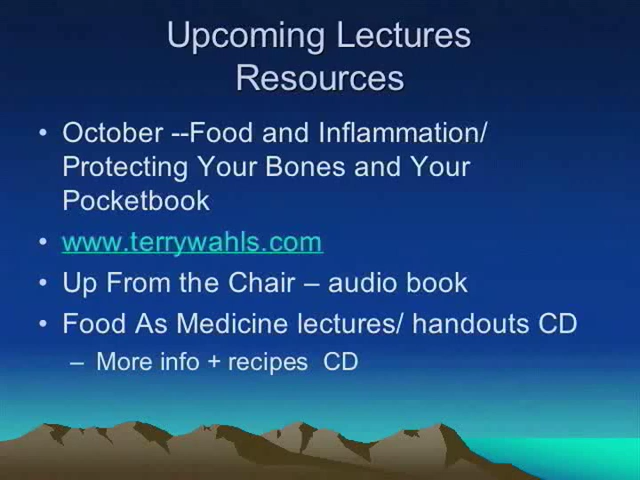 Upcoming Lectures
Resources
• October --Food and Inflammation/
Protecting Your Bones and Your
Pocketbook
• www.terrywahls.com
• Up From the Chair – audio book
• Food As Medicine lectures/ handouts CD
– More info + recipes  CD